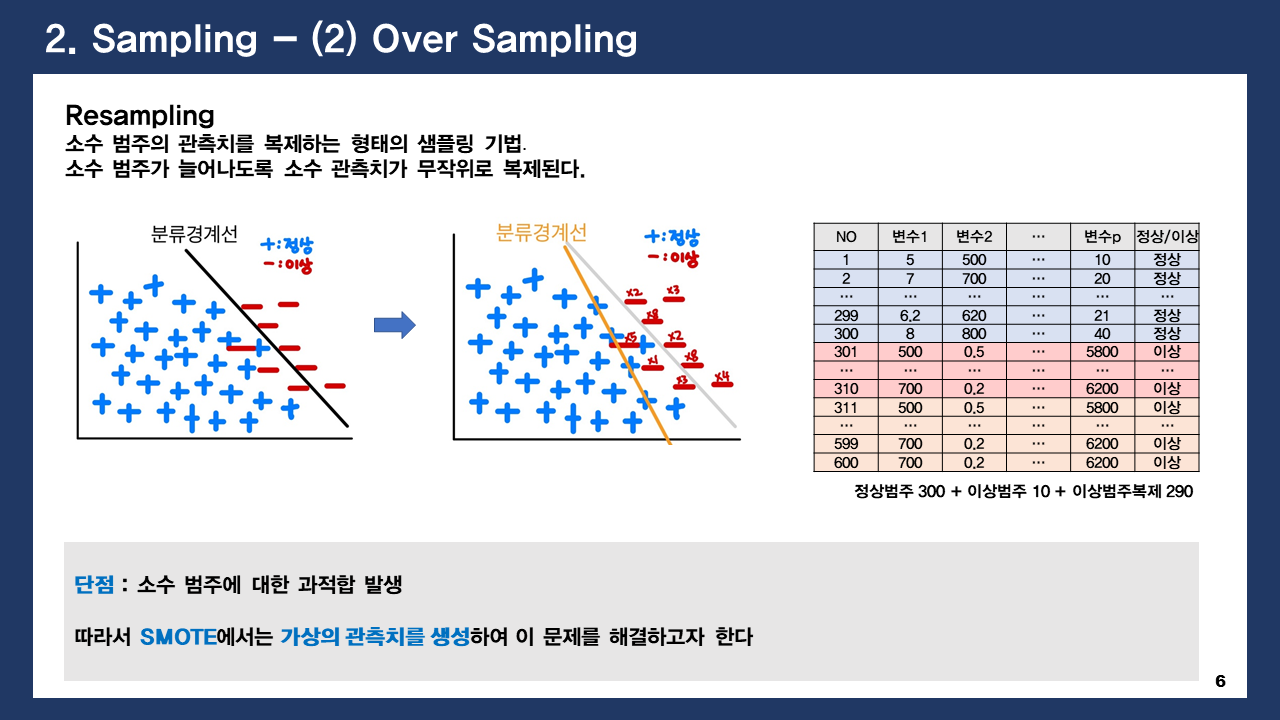 2. Sampling – (2) Over Sampling
Resampling
소수 범주의 관측치를 복제하는 형태의 샘플링 기법.
소수 범주가 늘어나도록 소수 관측치가 무작위로 복제된다.
분류경계선
+:정상
-:이상
분류경계선
+:정상
-:이상
x2 x3
x8
x5 x2
x1 x8
x3 x4
NO 변수1 변수2 … 변수p 정상/이상
1 5 500 … 10 정상
2 7 700 … 20 정상
… … … … … …
299 6.2 620 … 21 정상
300 8 800 … 40 정상
301 500 0.5 … 5800 이상
… … … … … …
310 700 0.2 … 6200 이상
311 500 0.5 … 5800 이상
… … … … … …
599 700 0.2 … 6200 이상
600 700 0.2 … 6200 이상
정상범주 300 + 이상범주 10 + 이상범주복제 290
단점 : 소수 범주에 대한 과적합 발생
따라서 SMOTE에서는 가상의 관측치를 생성하여 이 문제를 해결하고자 한다
6